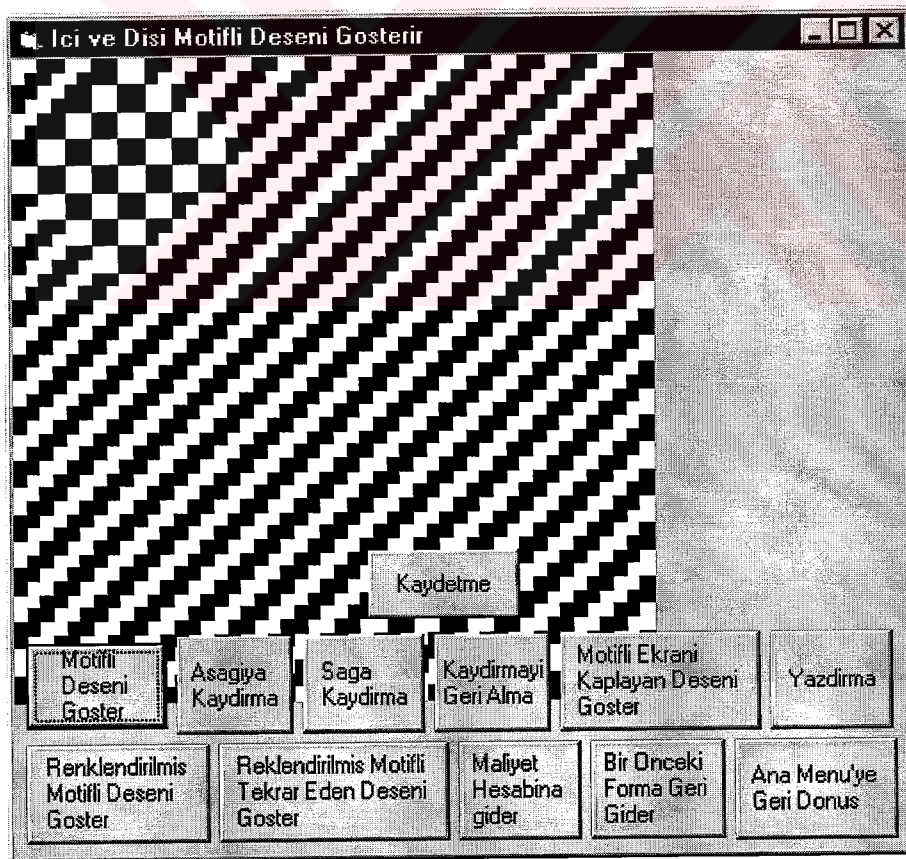 Ici ve Disi Motifli Deseni Gosterir
Kaydetme
Motifli
Deseni
Goster
Asagiya
Kaydirma
Saga
Kaydirma
Kaydirmayi
Geri Alma
Motifli Ekrani
Kaplayan Deseni
Goster
Yazdirma
Renklendirilmis
Motifli Deseni
Goster
Reklendirilmis Motifli
Tekrar Eden Deseni
Goster
Maliyet
Hesabina
gider
Bir Onceki
Forma Geri
Gider
Ana Menu'ye
Geri Donus